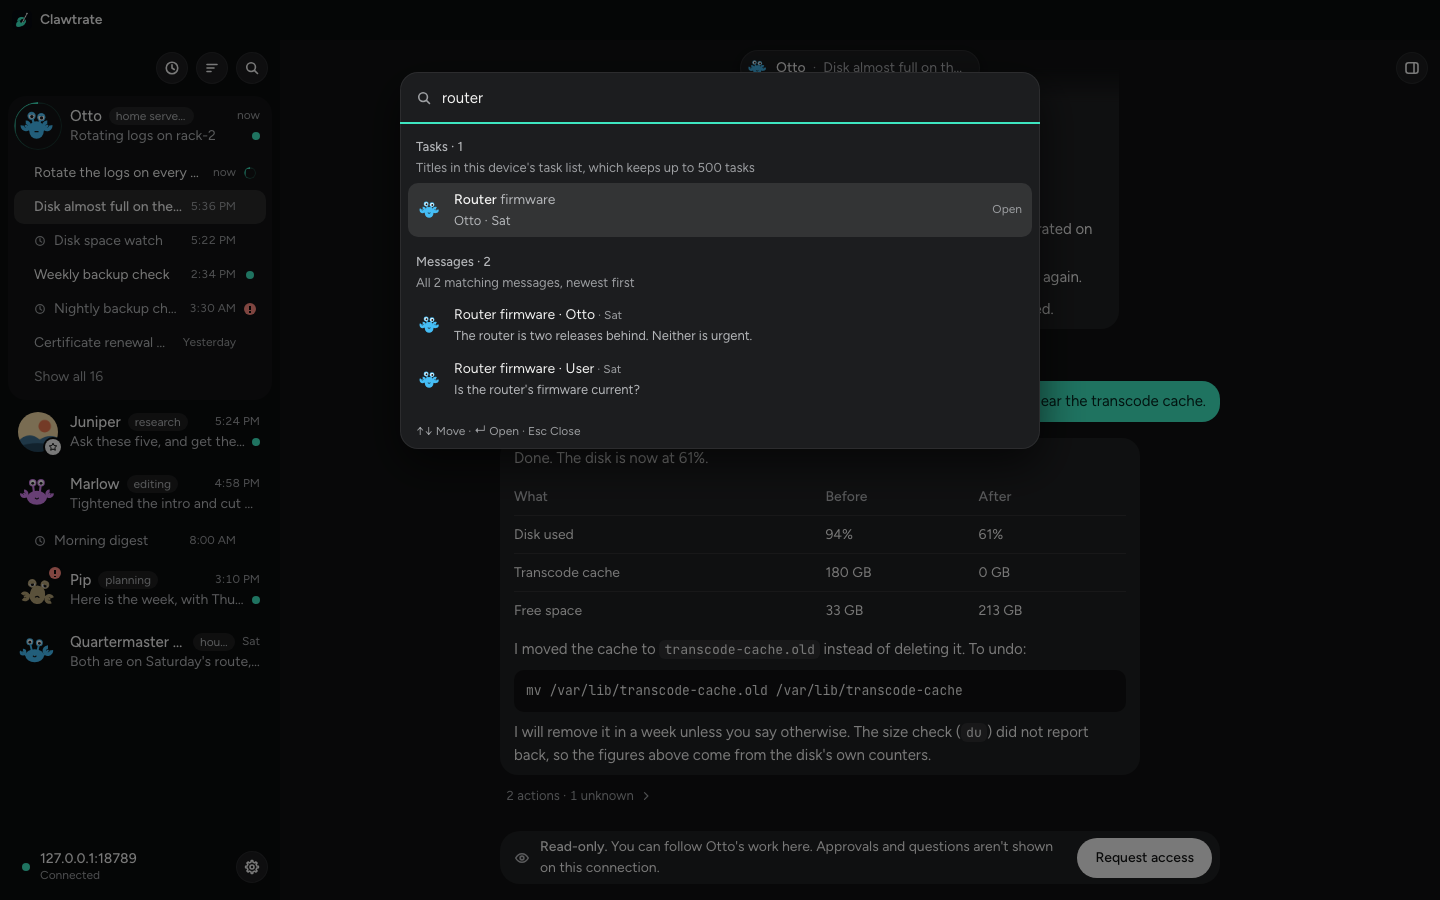 Clawtrate
Otto home serve... now
Rotating logs on rack-2
Rotate the logs on every ... now
Disk almost full on the... 5:36 PM
Disk space watch 5:22 PM
Weekly backup check 2:34 PM
Nightly backup ch... 3:30 AM
Certificate renewal ... Yesterday
Show all 16
Juniper research 5:24 PM
Ask these five, and get the...
Marlow editing 4:58 PM
Tightened the intro and cut ...
Morning digest 8:00 AM
Pip planning 3:10 PM
Here is the week, with Thu...
Quartermaster ... hou... Sat
Both are on Saturday's route,...
127.0.0.1:18789
Connected
Otto · Disk almost full on th...
router
Tasks · 1
Titles in this device's task list, which keeps up to 500 tasks
Router firmware
Otto · Sat
Open
Messages · 2
All 2 matching messages, newest first
Router firmware · Otto · Sat
The router is two releases behind. Neither is urgent.
Router firmware · User · Sat
Is the router's firmware current?
↑↓ Move · ↵ Open · Esc Close
rated on
again.
ed.
ear the transcode cache.
Done. The disk is now at 61%.
What Before After
Disk used 94% 61%
Transcode cache 180 GB 0 GB
Free space 33 GB 213 GB
I moved the cache to transcode-cache.old instead of deleting it. To undo:
mv /var/lib/transcode-cache.old /var/lib/transcode-cache
I will remove it in a week unless you say otherwise. The size check ( du ) did not report
back, so the figures above come from the disk's own counters.
2 actions · 1 unknown
Read-only. You can follow Otto's work here. Approvals and questions aren't shown
on this connection.
Request access